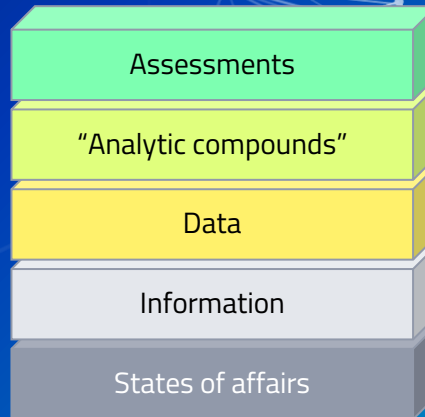 Assessments
“Analytic compounds”
Data
Information
States of affairs